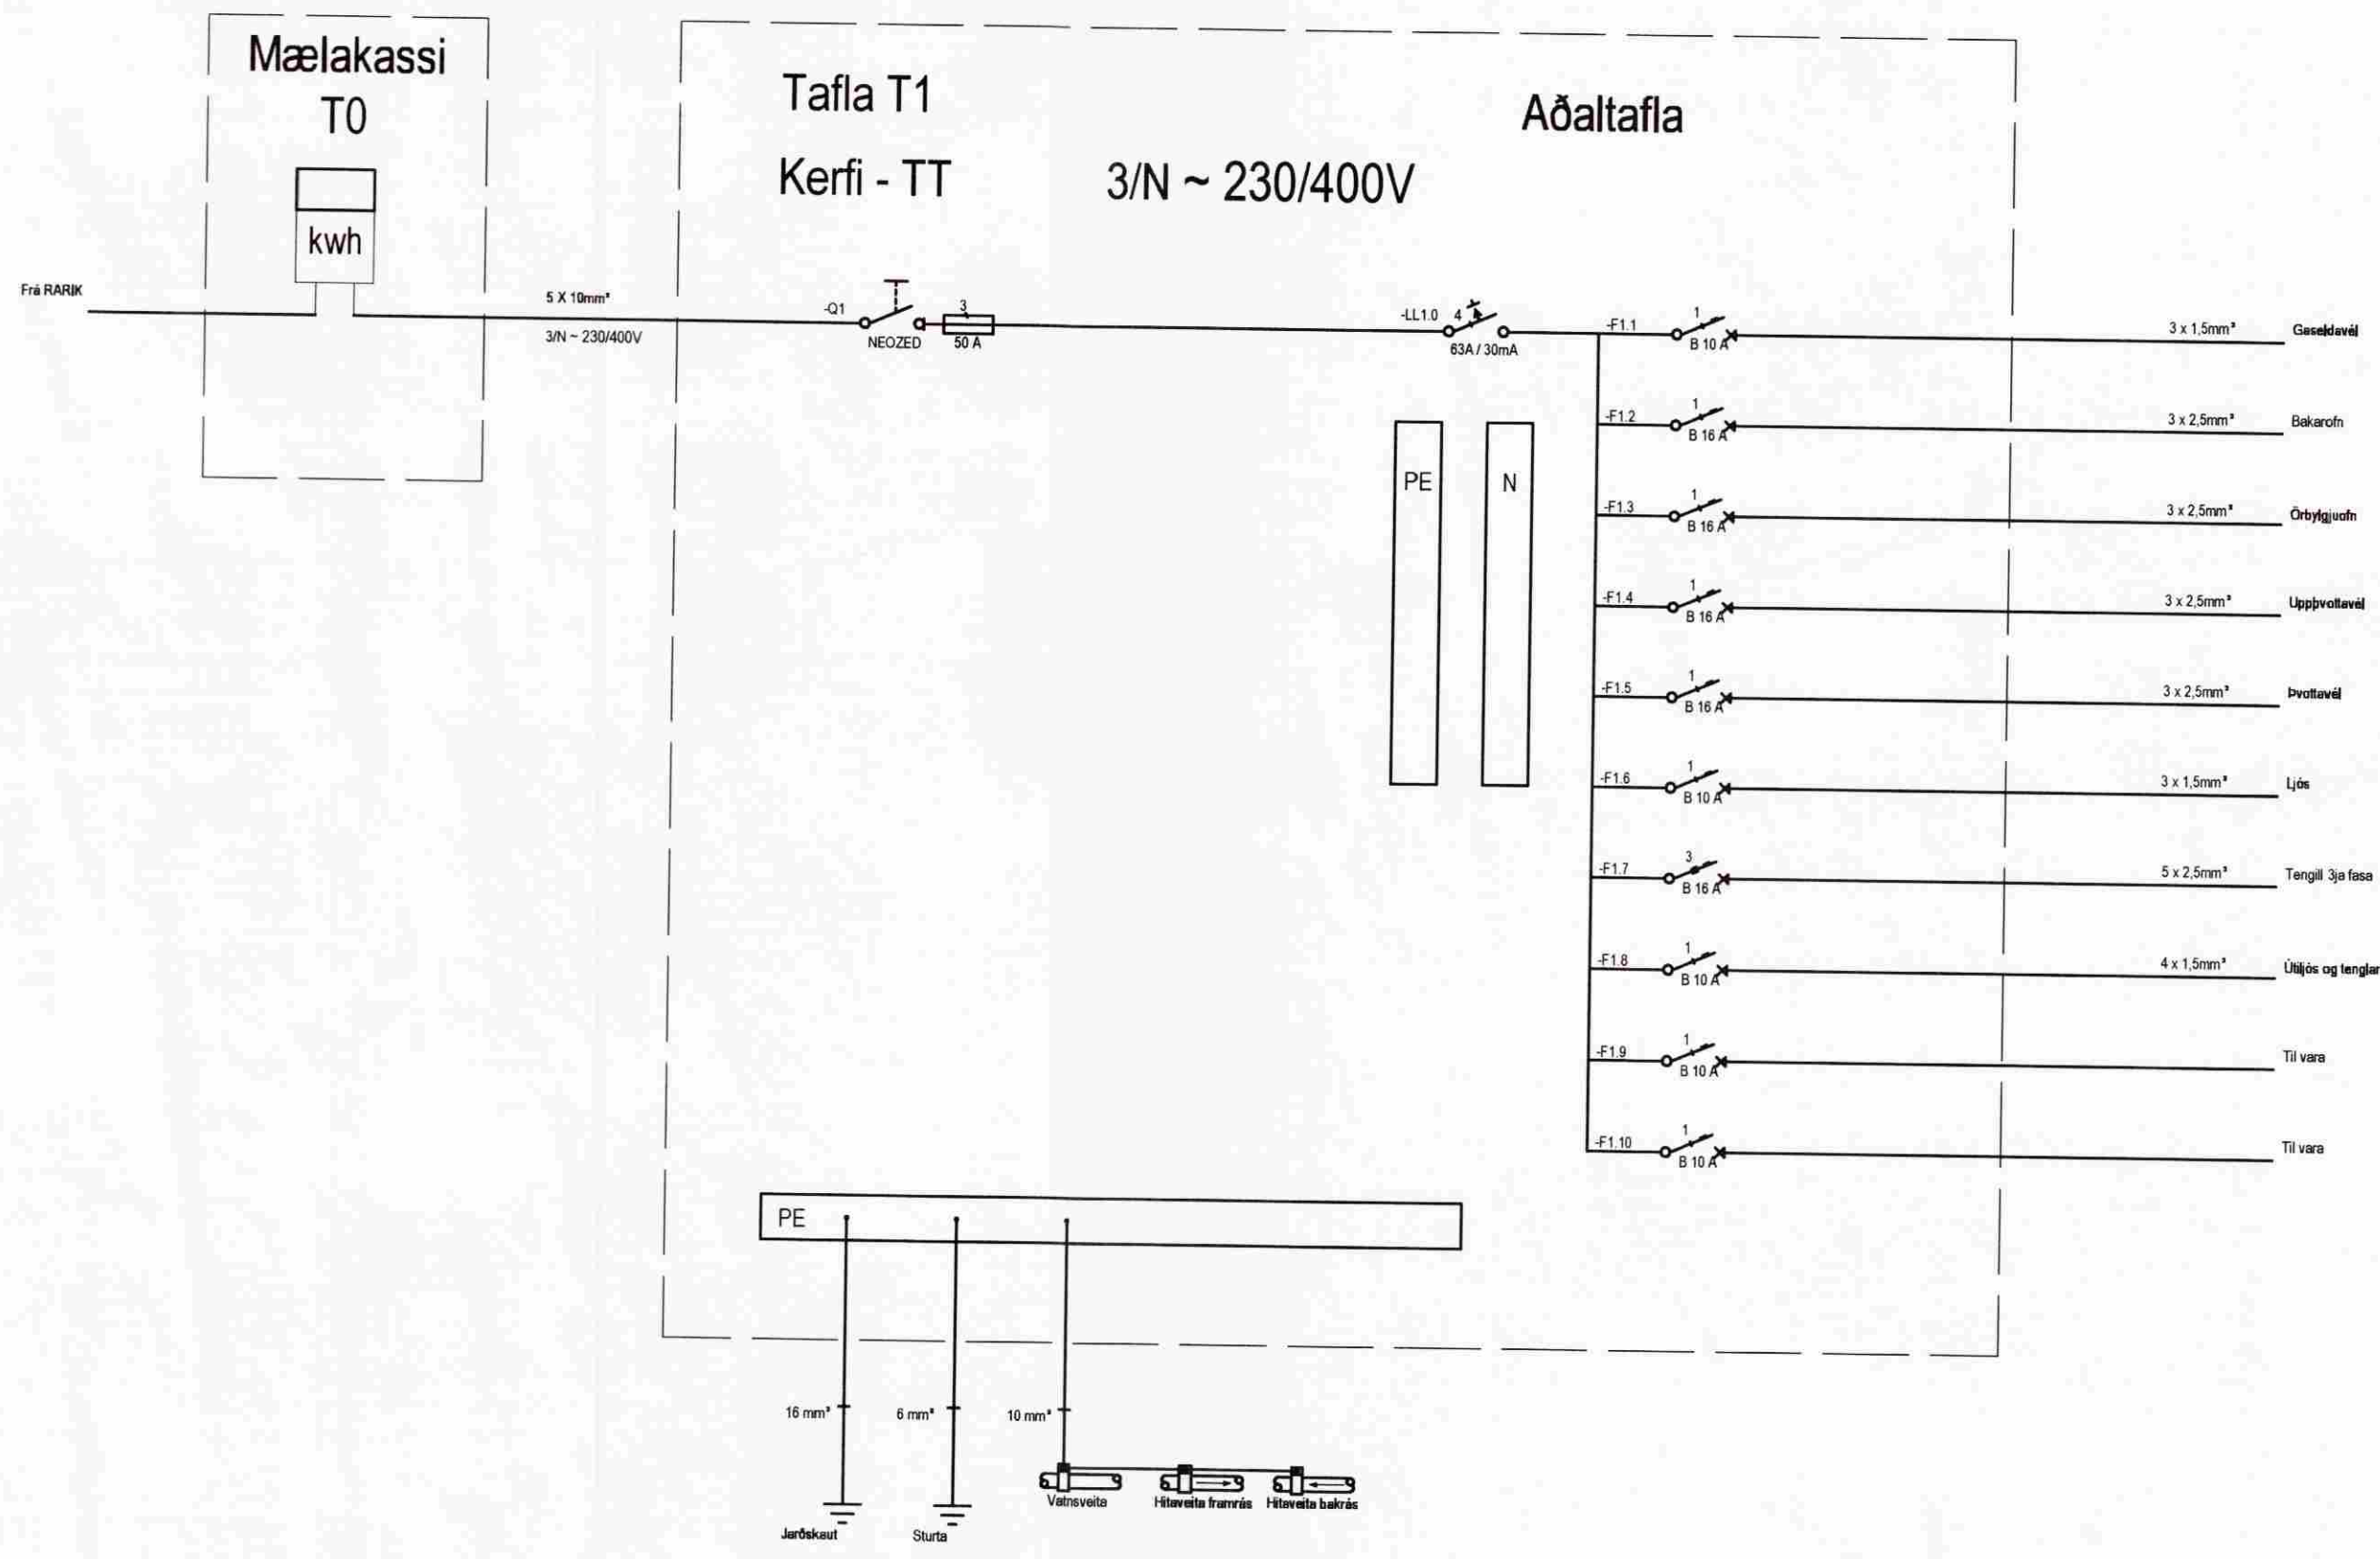 Mælakassi
T0
kwh
Frá RARIK
5 X 10mm²
3/N ~ 230/400V
Tafla T1
Aðaltafla
Kerfi - TT
3/N ~ 230/400V
-Q1
NEOZED
3
50 A
-LL1.0
4
63A / 30mA
-F1.1
1
B 10 A
3 x 1,5mm²
Gaseldavél
-F1.2
1
B 16 A
3 x 2,5mm²
Bakarofn
-F1.3
1
B 16 A
3 x 2,5mm²
Örbylgjuofn
-F1.4
1
B 16 A
3 x 2,5mm²
Uppþvottavél
-F1.5
1
B 16 A
3 x 2,5mm²
Þvottavél
-F1.6
1
B 10 A
3 x 1,5mm²
Ljós
-F1.7
3
B 16 A
5 x 2,5mm²
Tengill 3ja fasa
-F1.8
1
B 10 A
4 x 1,5mm²
Útiljós og tenglar
-F1.9
1
B 10 A
Til vara
-F1.10
1
B 10 A
Til vara
PE
N
PE
16 mm²
6 mm²
10 mm²
Jarðskaut
Sturta
Vatnsveita
Hitaveita framrás
Hitaveita bakrás